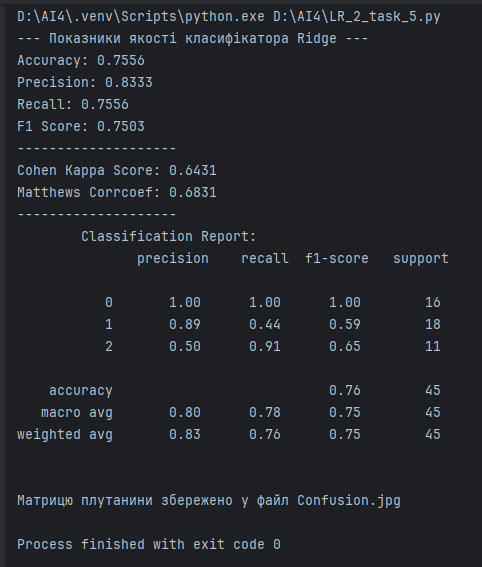 D:\AI4\.venv\Scripts\python.exe D:\AI4\LR_2_task_5.py
--- Показники якості класифікатора Ridge ---
Accuracy: 0.7556
Precision: 0.8333
Recall: 0.7556
F1 Score: 0.7503
--------------------
Cohen Kappa Score: 0.6431
Matthews Corrcoef: 0.6831
--------------------
        Classification Report:
               precision    recall  f1-score   support

           0       1.00      1.00      1.00        16
           1       0.89      0.44      0.59        18
           2       0.50      0.91      0.65        11

    accuracy                           0.76        45
   macro avg       0.80      0.78      0.75        45
weighted avg       0.83      0.76      0.75        45

Матрицю плутанини збережено у файл Confusion.jpg

Process finished with exit code 0